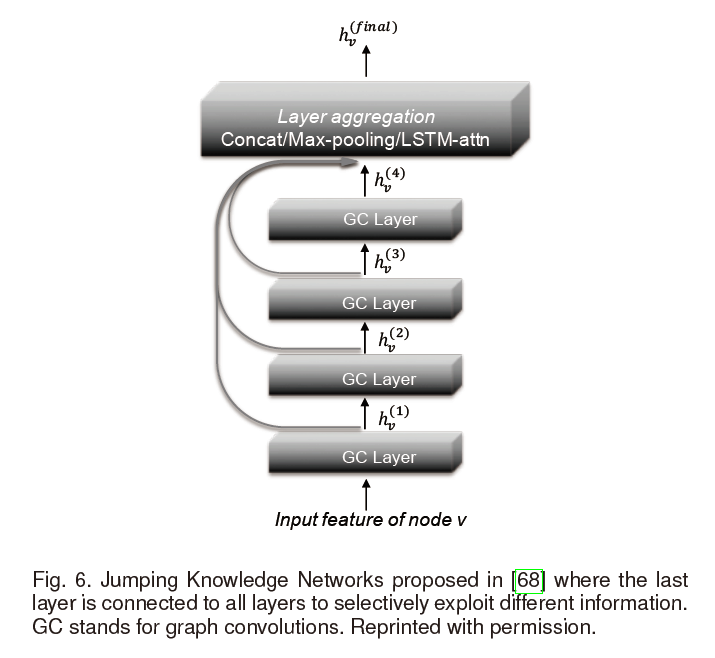 h_v^(final)
Layer aggregation
Concat/Max-pooling/LSTM-attn
h_v^(4)
GC Layer
h_v^(3)
GC Layer
h_v^(2)
GC Layer
h_v^(1)
GC Layer
Input feature of node v
Fig. 6. Jumping Knowledge Networks proposed in [68] where the last
layer is connected to all layers to selectively exploit different information.
GC stands for graph convolutions. Reprinted with permission.